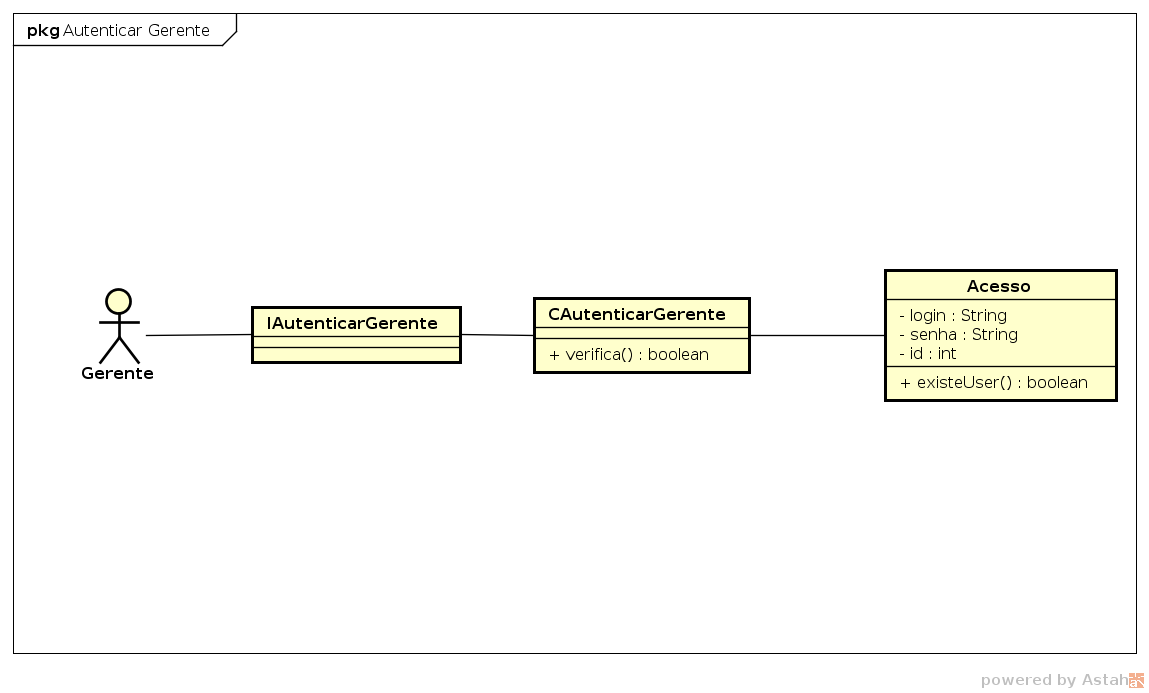 pkg Autenticar Gerente
Gerente
IAutenticarGerente
CAutenticarGerente
+ verifica() : boolean
Acesso
- login : String
- senha : String
- id : int
+ existeUser() : boolean
powered by Astah